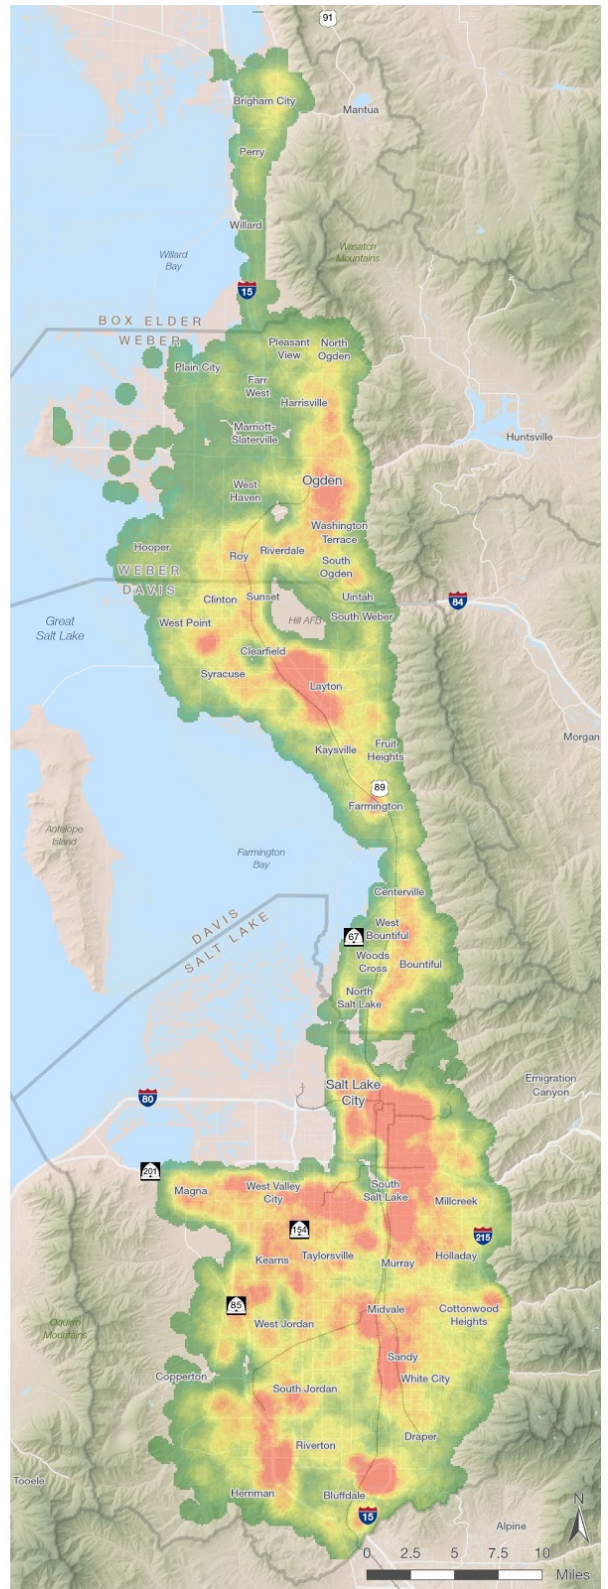 91
Brigham City
Mantua
Perry
Willard
Wasatch
Mountains
Willard
Bay
15
BOX ELDER
WEBER
Pleasant
View
North
Ogden
Plain City
Farr
West
Harrisville
Marriott-
Slaterville
Huntsville
Ogden
West
Haven
Washington
Terrace
Hooper
Roy
Riverdale
South
Ogden
WEBER
DAVIS
Clinton
Sunset
Uintah
84
Great
Salt Lake
West Point
Hill AFB
South Weber
Clearfield
Syracuse
Layton
Morgan
Kaysville
Fruit
Heights
89
Farmington
Antelope
Island
Farmington
Bay
Centerville
DAVIS
SALT LAKE
West
Bountiful
67
Woods
Cross
Bountiful
North
Salt Lake
Salt Lake
City
Emigration
Canyon
80
201
Magna
West Valley
City
South
Salt Lake
Millcreek
154
215
Kearns
Taylorsville
Murray
Holladay
85
Midvale
Cottonwood
Heights
Oquirrh
Mountains
West Jordan
Sandy
Copperton
White City
South Jordan
Draper
Riverton
Tooele
Herriman
Bluffdale
15
Alpine
N
0 2.5 5 7.5 10
Miles